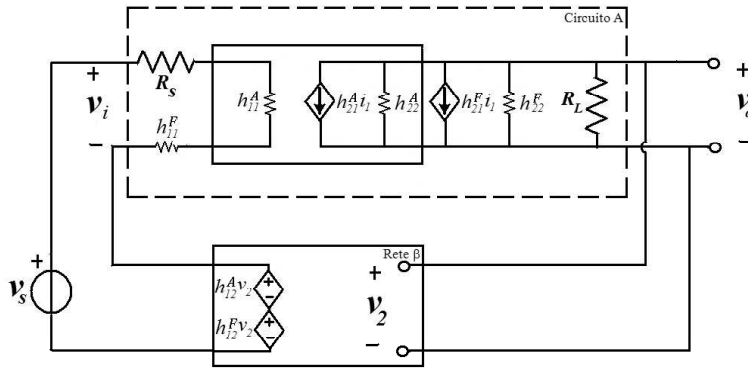 Circuito A
+
R_s
h_11^A
h_21^A i_1
h_22^A
h_21^F i_1
h_22^F
R_L
+
v_i
h_11^F
−
−
Rete β
+
v_s
h_12^A v_2
+
−
h_12^F v_2
+
−
+
v_2
−